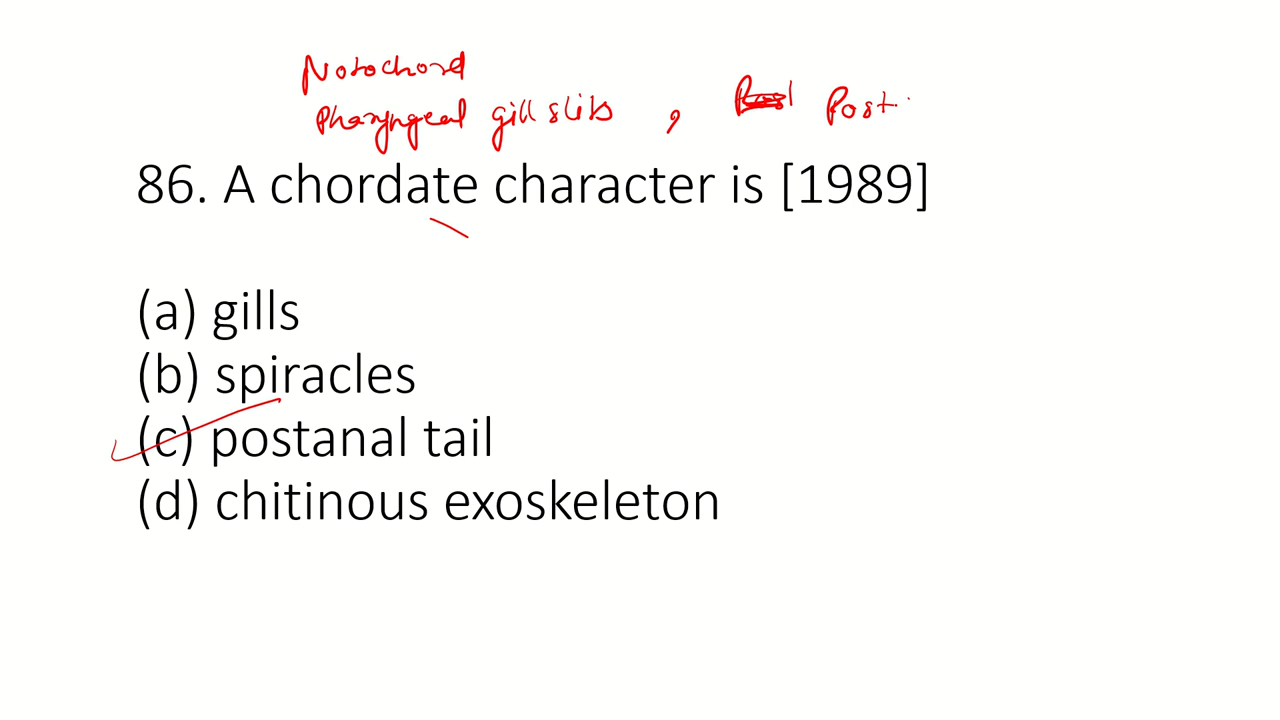 Notochord
Pharyngeal gill slits , Post
86. A chordate character is [1989]
(a) gills
(b) spiracles
(c) postanal tail
(d) chitinous exoskeleton